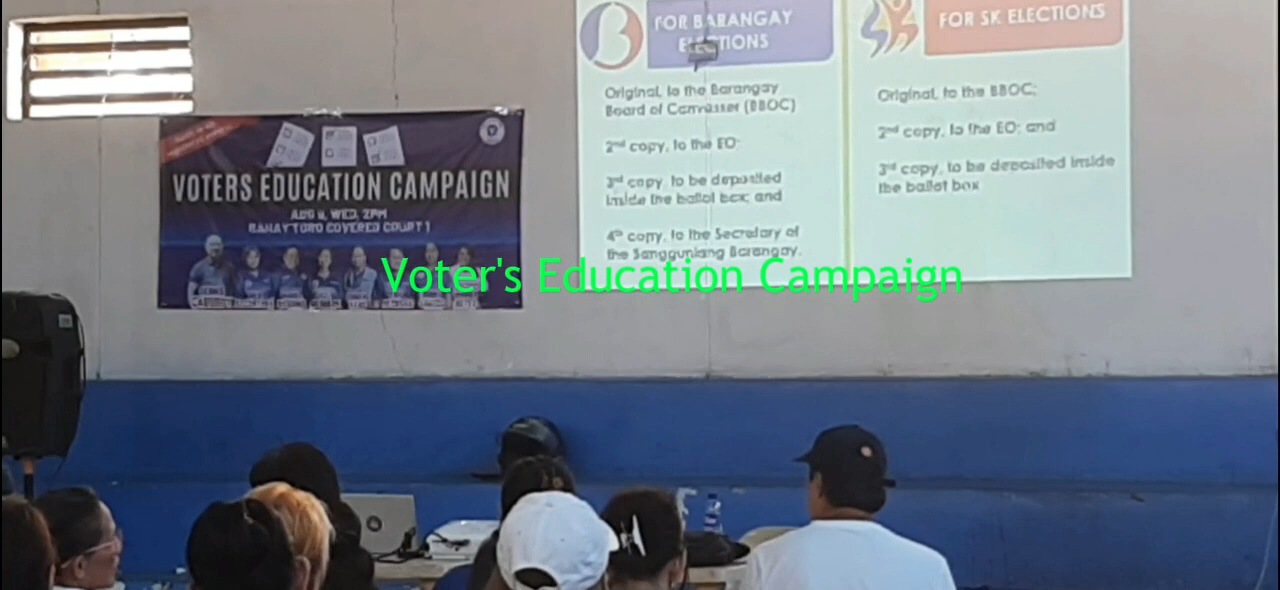 VOTERS EDUCATION CAMPAIGN
WED, 2PM
BAHAY TORO COVERED COURT 1
FOR BARANGAY
ELECTIONS
Original, to the Barangay
Board of Canvasser (BBOC)
2nd copy, to the EO;
3rd copy, to be deposited
inside the ballot box; and
4th copy, to the Secretary of
the Sangguniang Barangay.
FOR SK ELECTIONS
Original, to the BBOC;
2nd copy, to the EO; and
3rd copy, to be deposited inside
the ballot box
Voter's Education Campaign